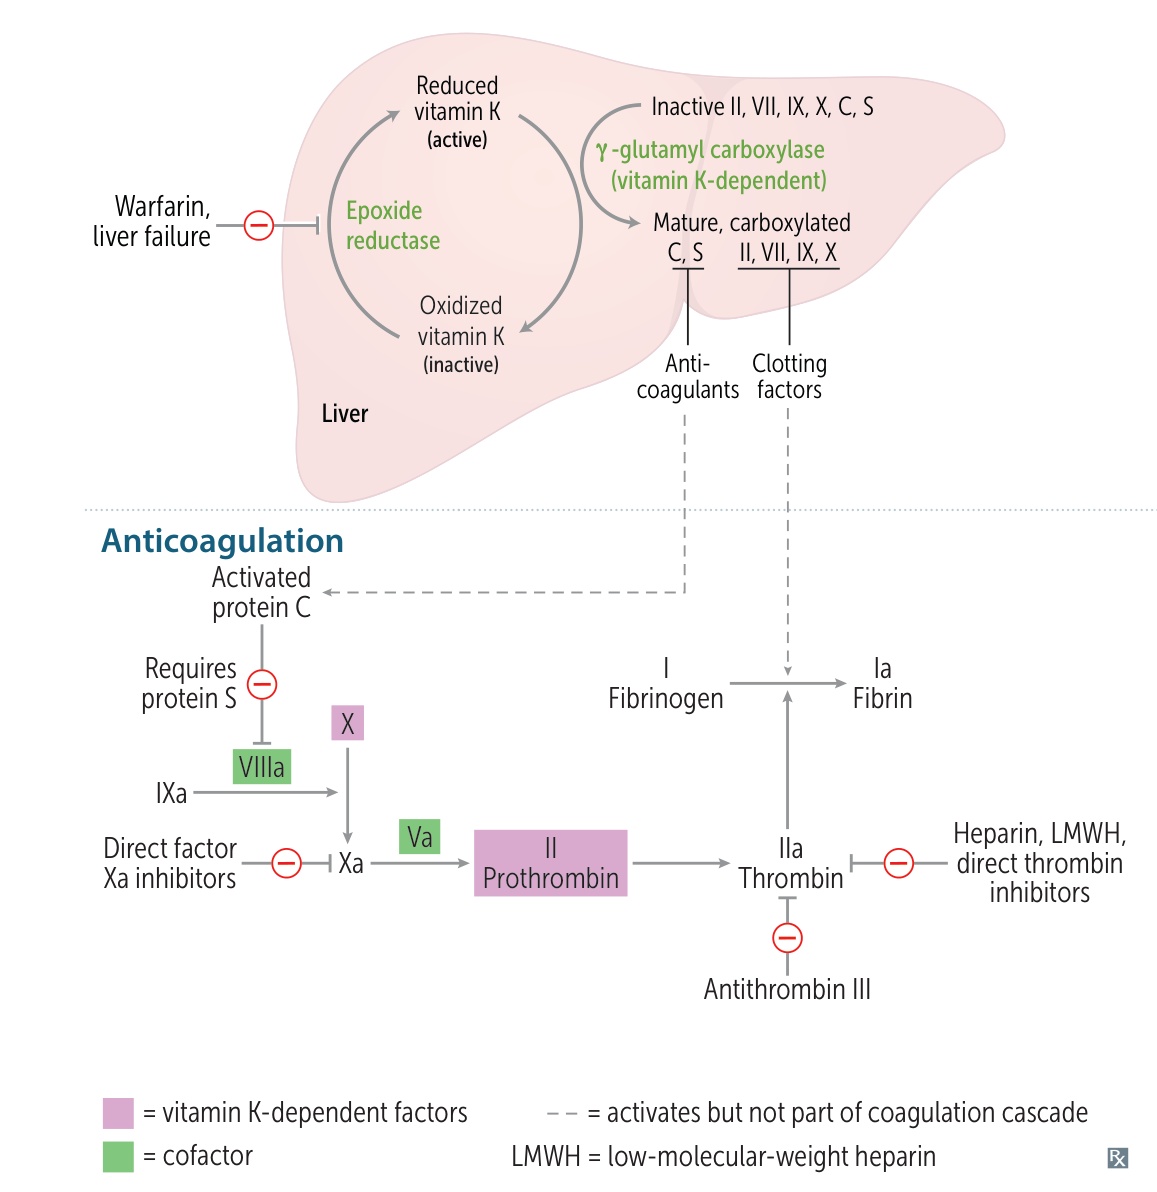 Reduced
vitamin K
(active)
Inactive II, VII, IX, X, C, S
γ-glutamyl carboxylase
(vitamin K-dependent)
Warfarin,
liver failure
Epoxide
reductase
Mature, carboxylated
C, S
II, VII, IX, X
Oxidized
vitamin K
(inactive)
Anti-
coagulants
Clotting
factors
Liver
Anticoagulation
Activated
protein C
Requires
protein S
I
Fibrinogen
Ia
Fibrin
X
VIIIa
IXa
Va
Direct factor
Xa inhibitors
Xa
II
Prothrombin
IIa
Thrombin
Heparin, LMWH,
direct thrombin
inhibitors
Antithrombin III
= vitamin K-dependent factors
= activates but not part of coagulation cascade
= cofactor
LMWH = low-molecular-weight heparin
Rx